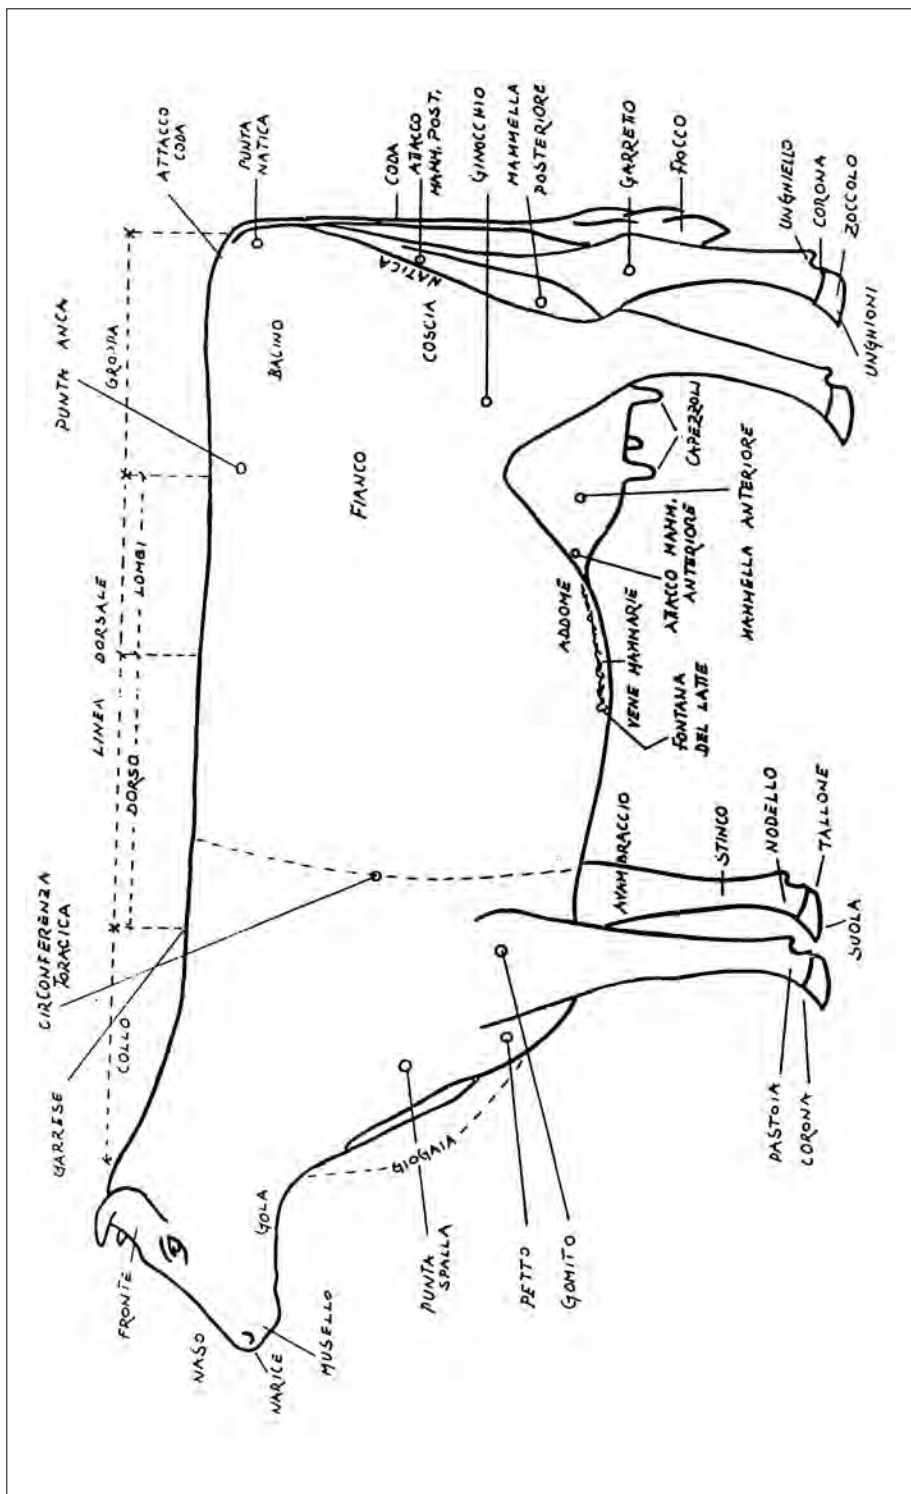 GARRESE
CIRCONFERENZA
TORACICA
LINEA DORSALE
PUNTA ANCA
COLLO
DORSO
LOMBI
GROPPA
ATTACCO
CODA
PUNTA
NATICA
FRONTE
NASO
NARICE
MUSELLO
GOLA
GIOGAIA
BALINO
FIANCO
NATICA
COSCIA
CODA
ATTACCO
MAMM. POST.
GINOCCHIO
MAMMELLA
POSTERIORE
GARRETO
FIOCCO
PUNTA
SPALLA
PETTO
GOMITO
ADDOME
VENE MAMMARIE
FONTANA
DEL LATTE
ATTACCO MAMM.
ANTERIORE
MAMMELLA ANTERIORE
CAPEZZOLI
AVAMBRACCIO
STINCO
NODELLO
TALLONE
SUOLA
PASTOIA
CORONA
UNGHIELLO
CORONA
ZOCCOLO
UNGHIONI